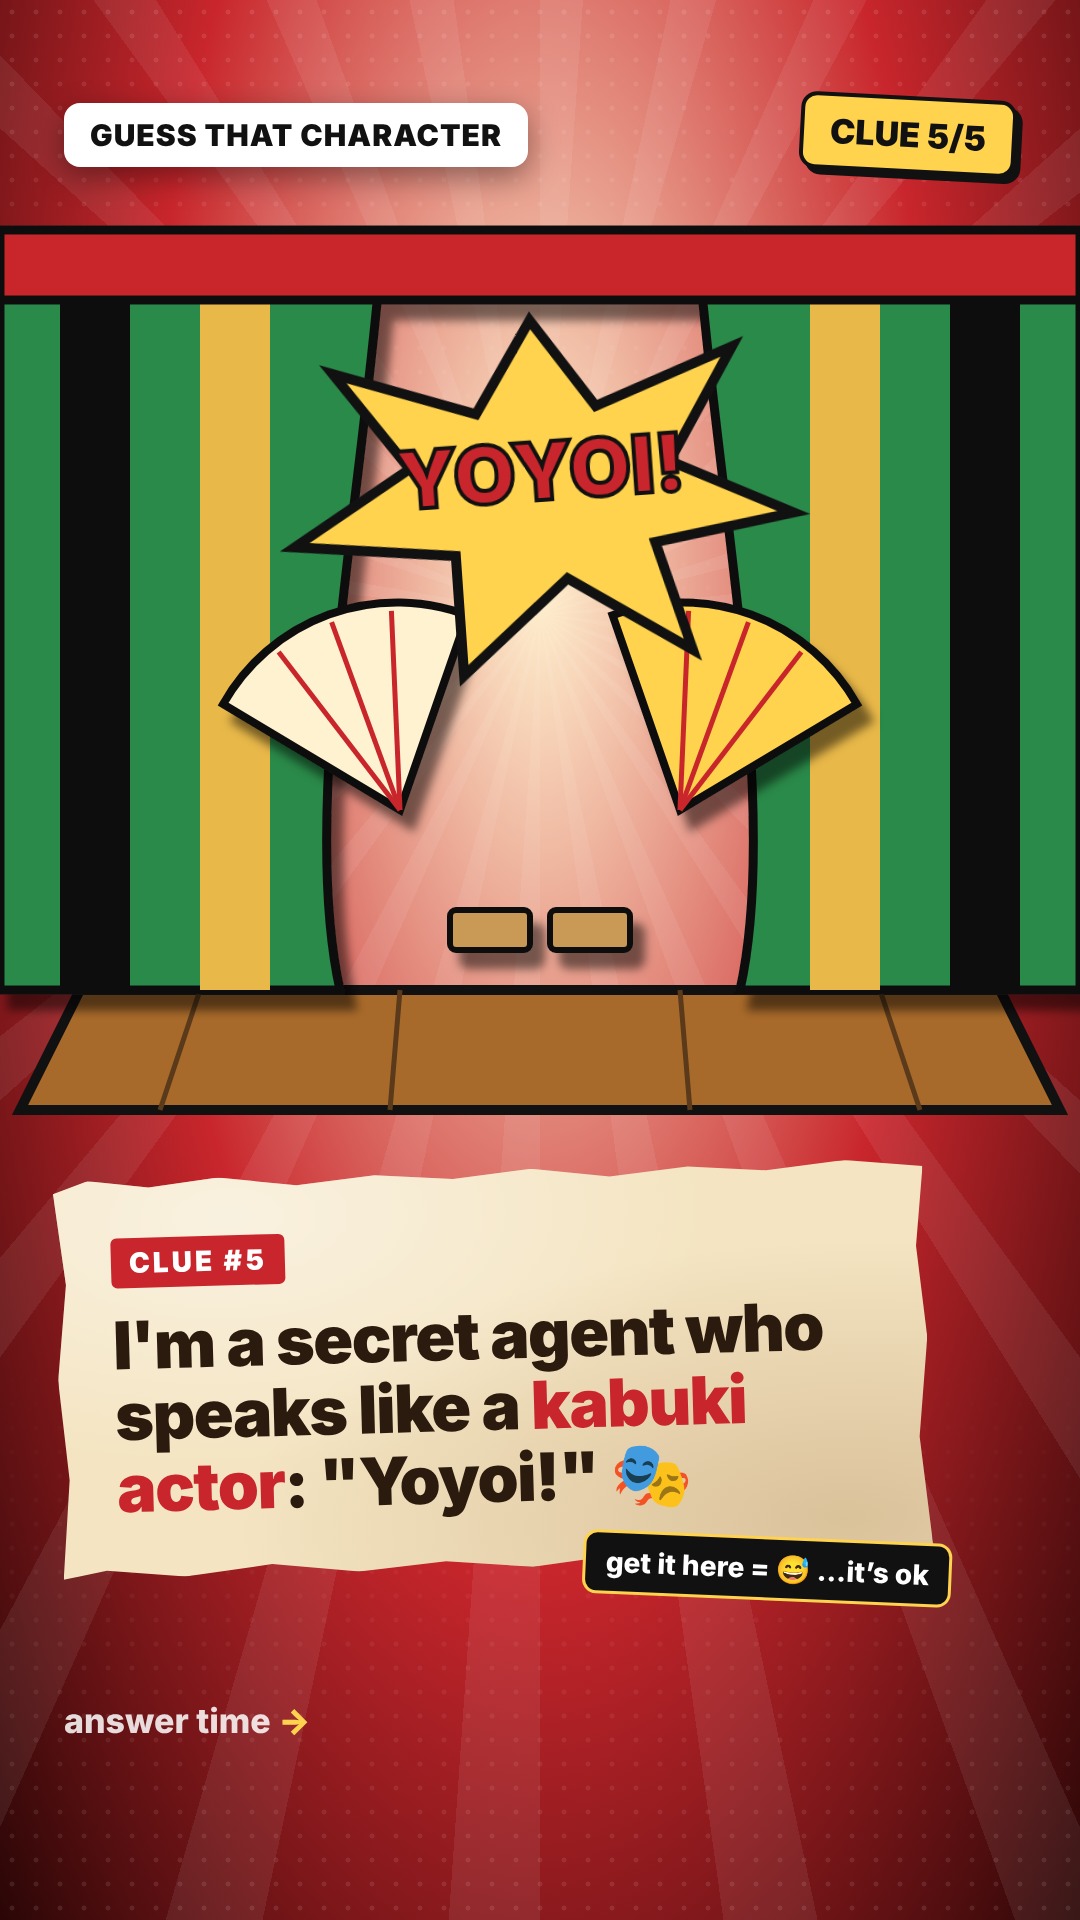 GUESS THAT CHARACTER
CLUE 5/5
YOYOI!
CLUE #5
I'm a secret agent who
speaks like a kabuki
actor: "Yoyoi!" 🎭
get it here = 😅 ...it's ok
answer time →